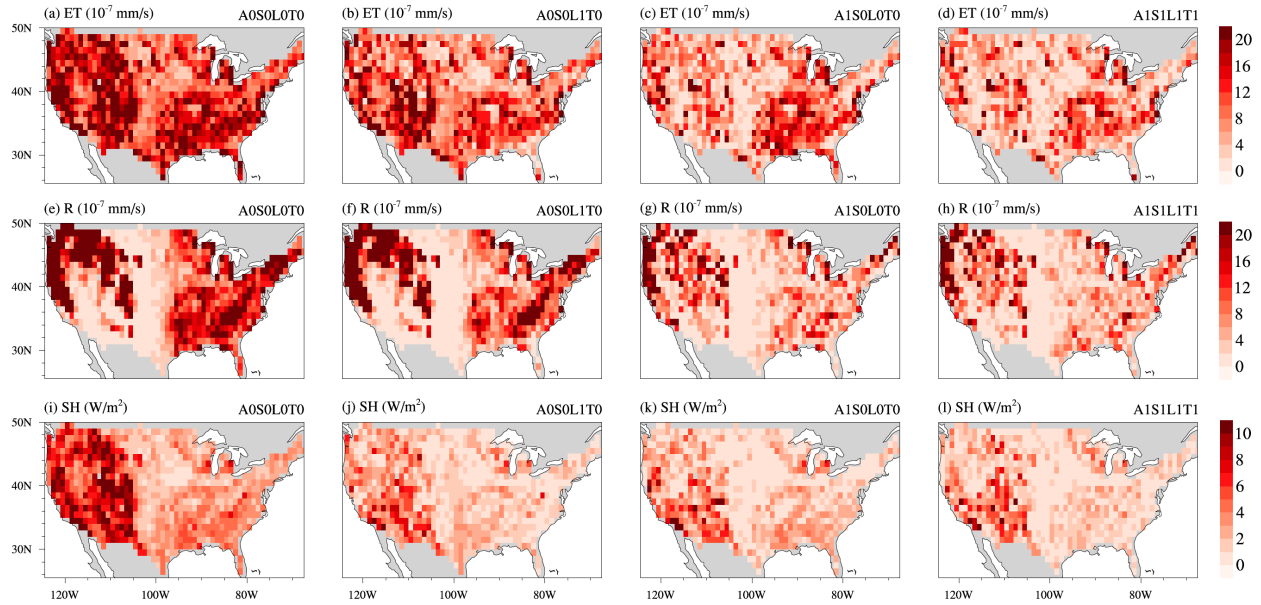 (a) ET (10⁻⁷ mm/s) A0S0L0T0 (b) ET (10⁻⁷ mm/s) A0S0L1T0 (c) ET (10⁻⁷ mm/s) A1S0L0T0 (d) ET (10⁻⁷ mm/s) A1S1L1T1
50N
40N
30N
20
16
12
8
4
0
(e) R (10⁻⁷ mm/s) A0S0L0T0 (f) R (10⁻⁷ mm/s) A0S0L1T0 (g) R (10⁻⁷ mm/s) A1S0L0T0 (h) R (10⁻⁷ mm/s) A1S1L1T1
50N
40N
30N
20
16
12
8
4
0
(i) SH (W/m²) A0S0L0T0 (j) SH (W/m²) A0S0L1T0 (k) SH (W/m²) A1S0L0T0 (l) SH (W/m²) A1S1L1T1
50N
40N
30N
10
8
6
4
2
0
120W 100W 80W 120W 100W 80W 120W 100W 80W 120W 100W 80W